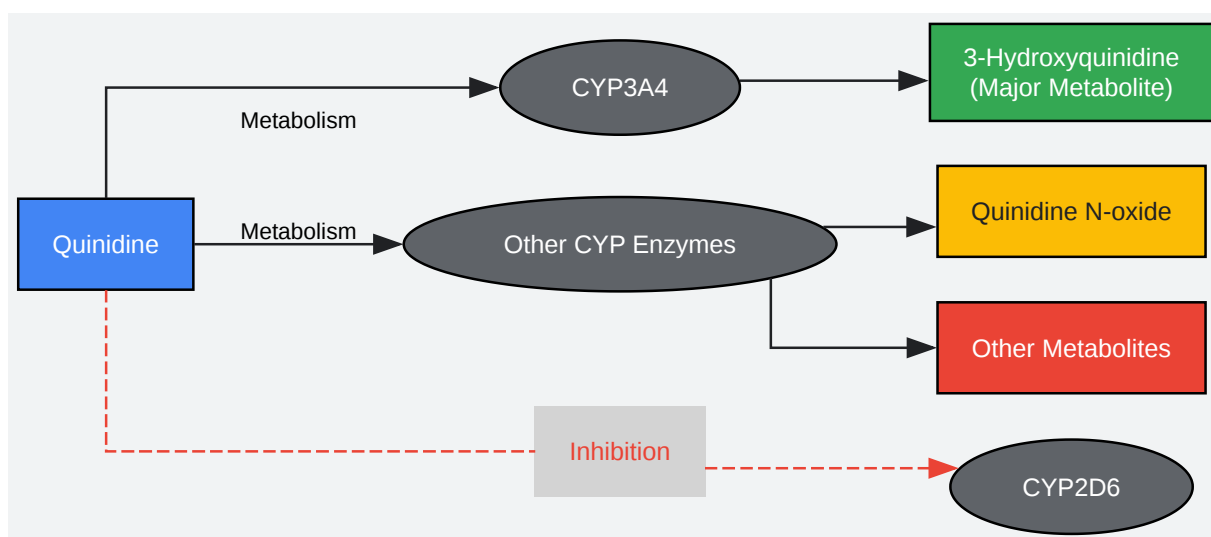 CYP3A4
3-Hydroxyquinidine
(Major Metabolite)
Metabolism
Quinidine
Metabolism
Other CYP Enzymes
Quinidine N-oxide
Other Metabolites
Inhibition
CYP2D6